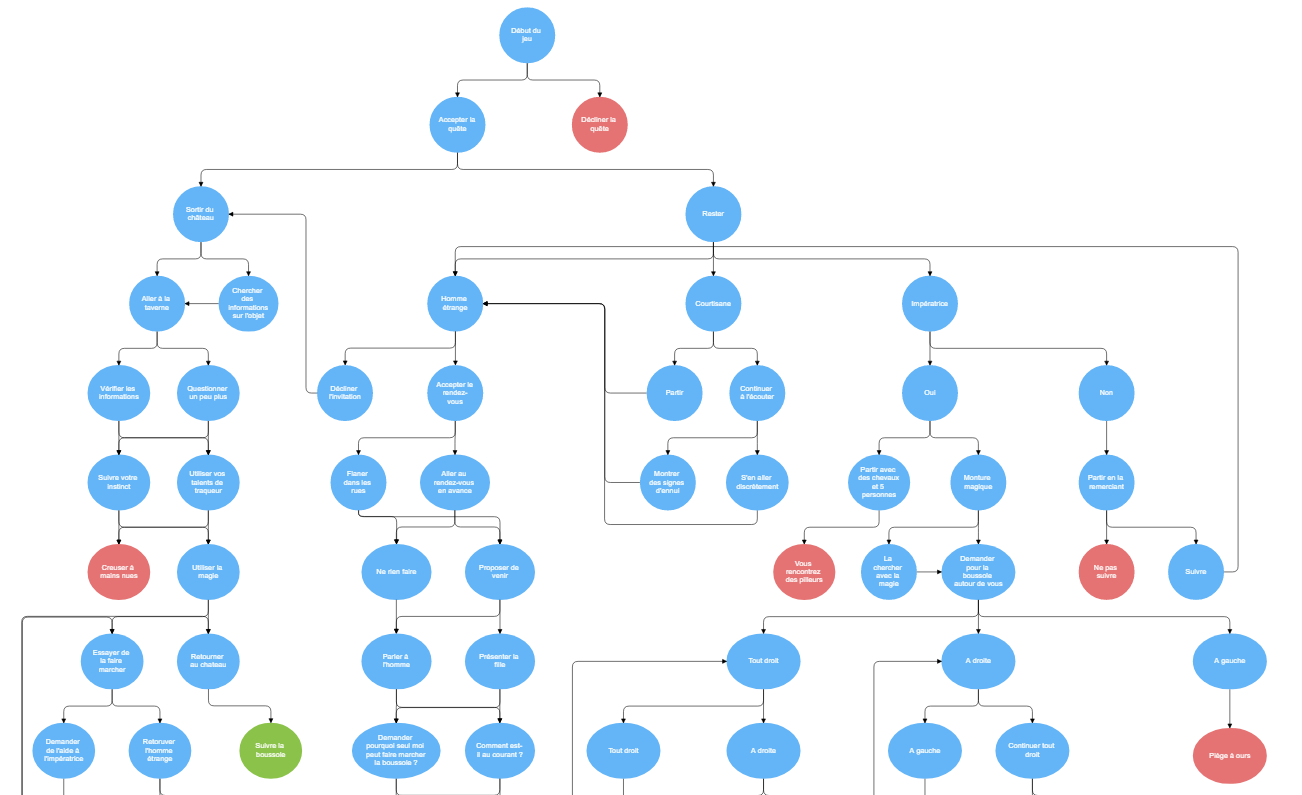 Début du
jeu
Accepter la
quête
Décliner la
quête
Sortir du
château
Rester
Aller à la
taverne
Chercher
des
informations
sur l'objet
Homme
étrange
Courtisane
Impératrice
Vérifier les
informations
Questionner
un peu plus
Décliner
l'invitation
Accepter le
rendez-
vous
Partir
Continuer
à l'écouter
Oui
Non
Suivre votre
instinct
Utiliser vos
talents de
traqueur
Flaner
dans les
rues
Aller au
rendez-vous
en avance
Montrer
des signes
d'ennui
S'en aller
discrètement
Partir avec
des chevaux
et 5
personnes
Monture
magique
Partir en la
remerciant
Creuser à
mains nues
Utiliser la
magie
Ne rien faire
Proposer de
venir
Vous
rencontrez
des pilleurs
La
chercher
avec la
magie
Demander
pour la
boussole
autour de vous
Ne pas
suivre
Suivre
Essayer de
la faire
marcher
Retourner
au chateau
Parler à
l'homme
Présenter la
fille
Tout droit
A droite
A gauche
Demander
de l'aide à
l'impératrice
Retoruver
l'homme
étrange
Suivre la
boussole
Demander
pourquoi seul moi
peut faire marcher
la boussole ?
Comment est-
il au courant ?
Tout droit
A droite
A gauche
Continuer tout
droit
Piège à ours